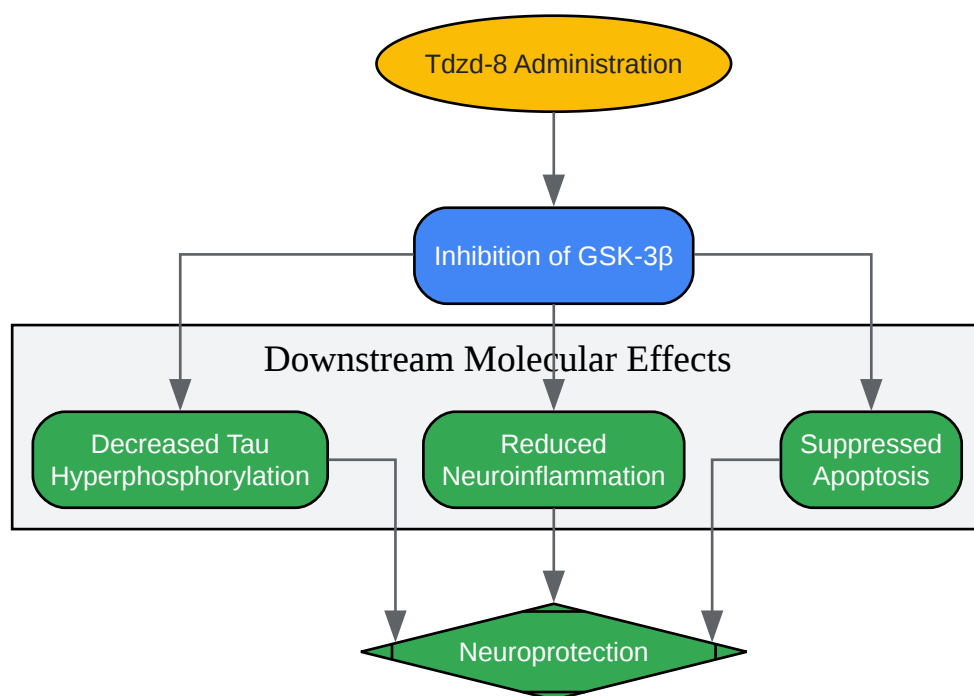 Tdzd-8 Administration
Inhibition of GSK-3β
Downstream Molecular Effects
Decreased Tau
Hyperphosphorylation
Reduced
Neuroinflammation
Suppressed
Apoptosis
Neuroprotection